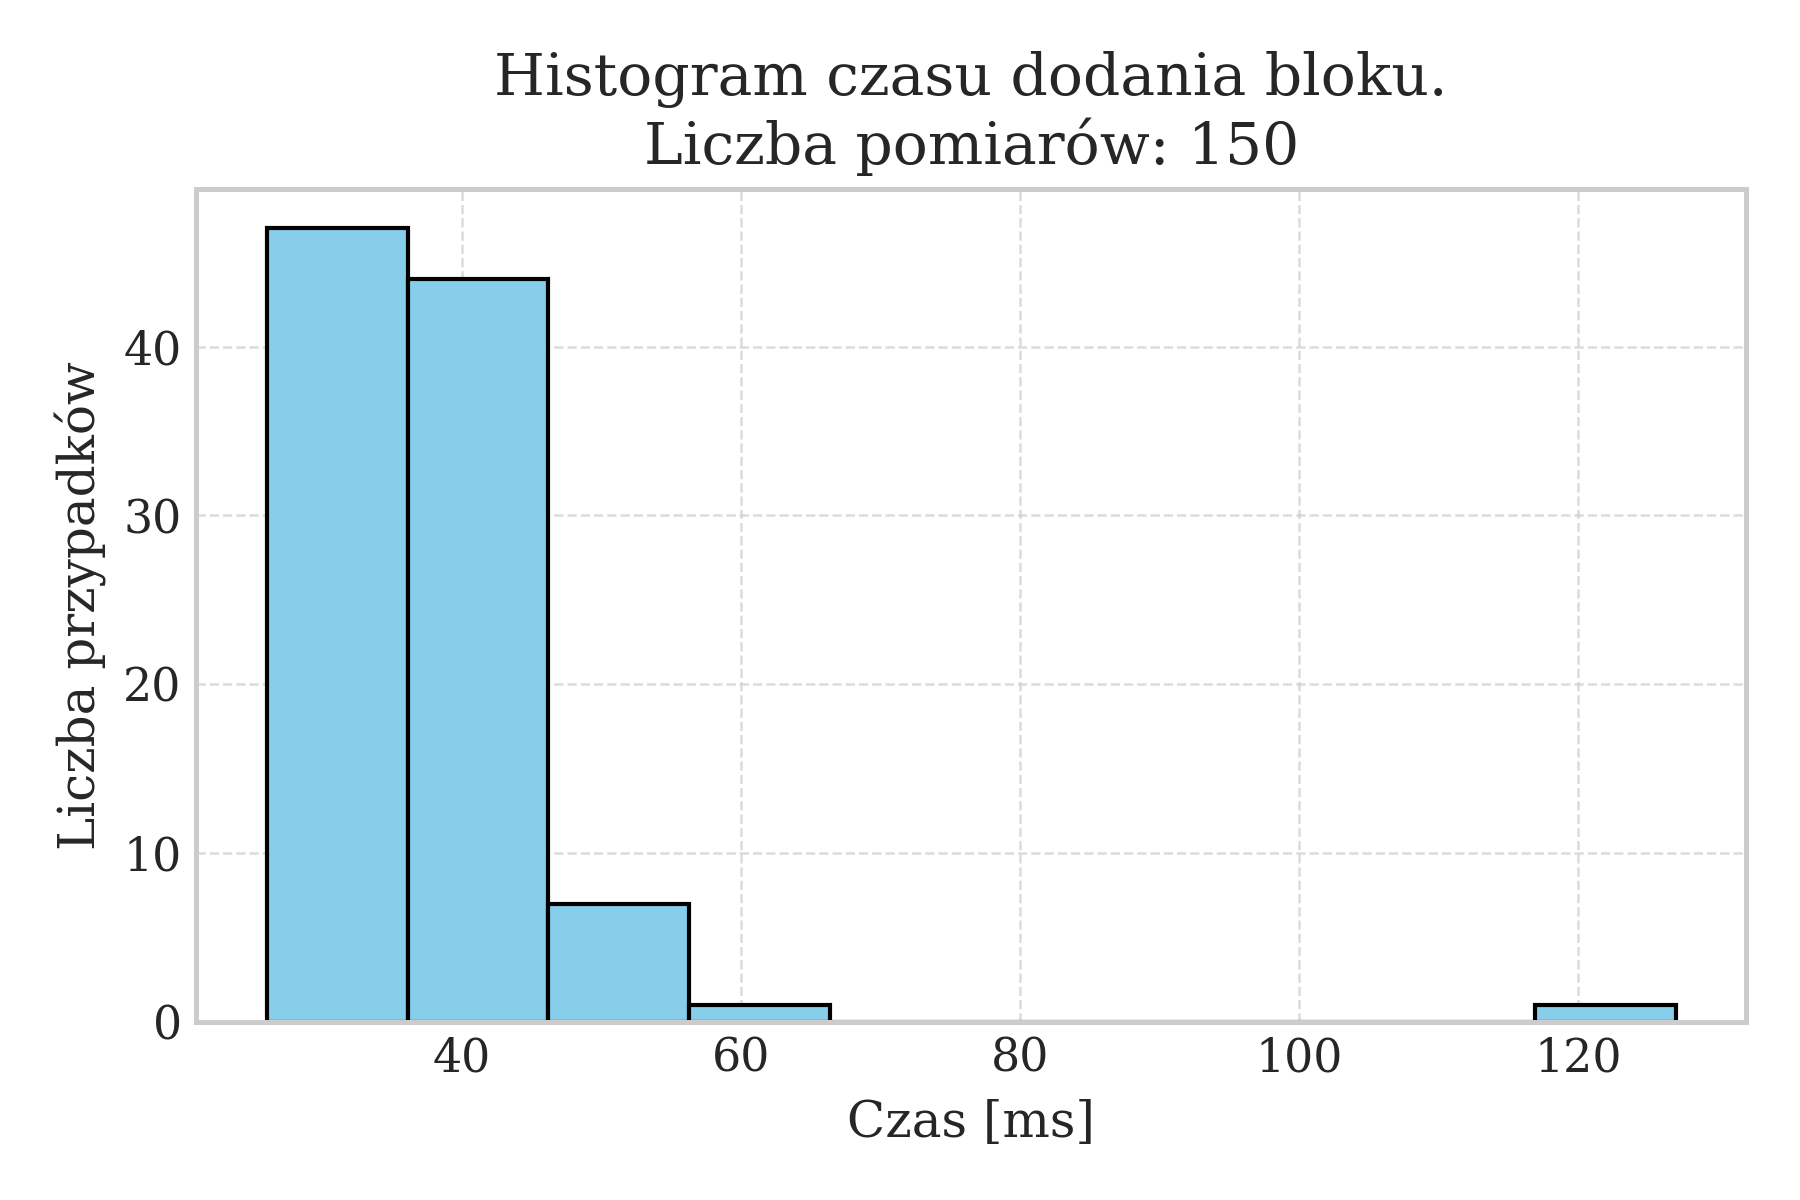 Histogram czasu dodania bloku.
Liczba pomiarów: 150
Liczba przypadków
40
30
20
10
0
40 60 80 100 120
Czas [ms]